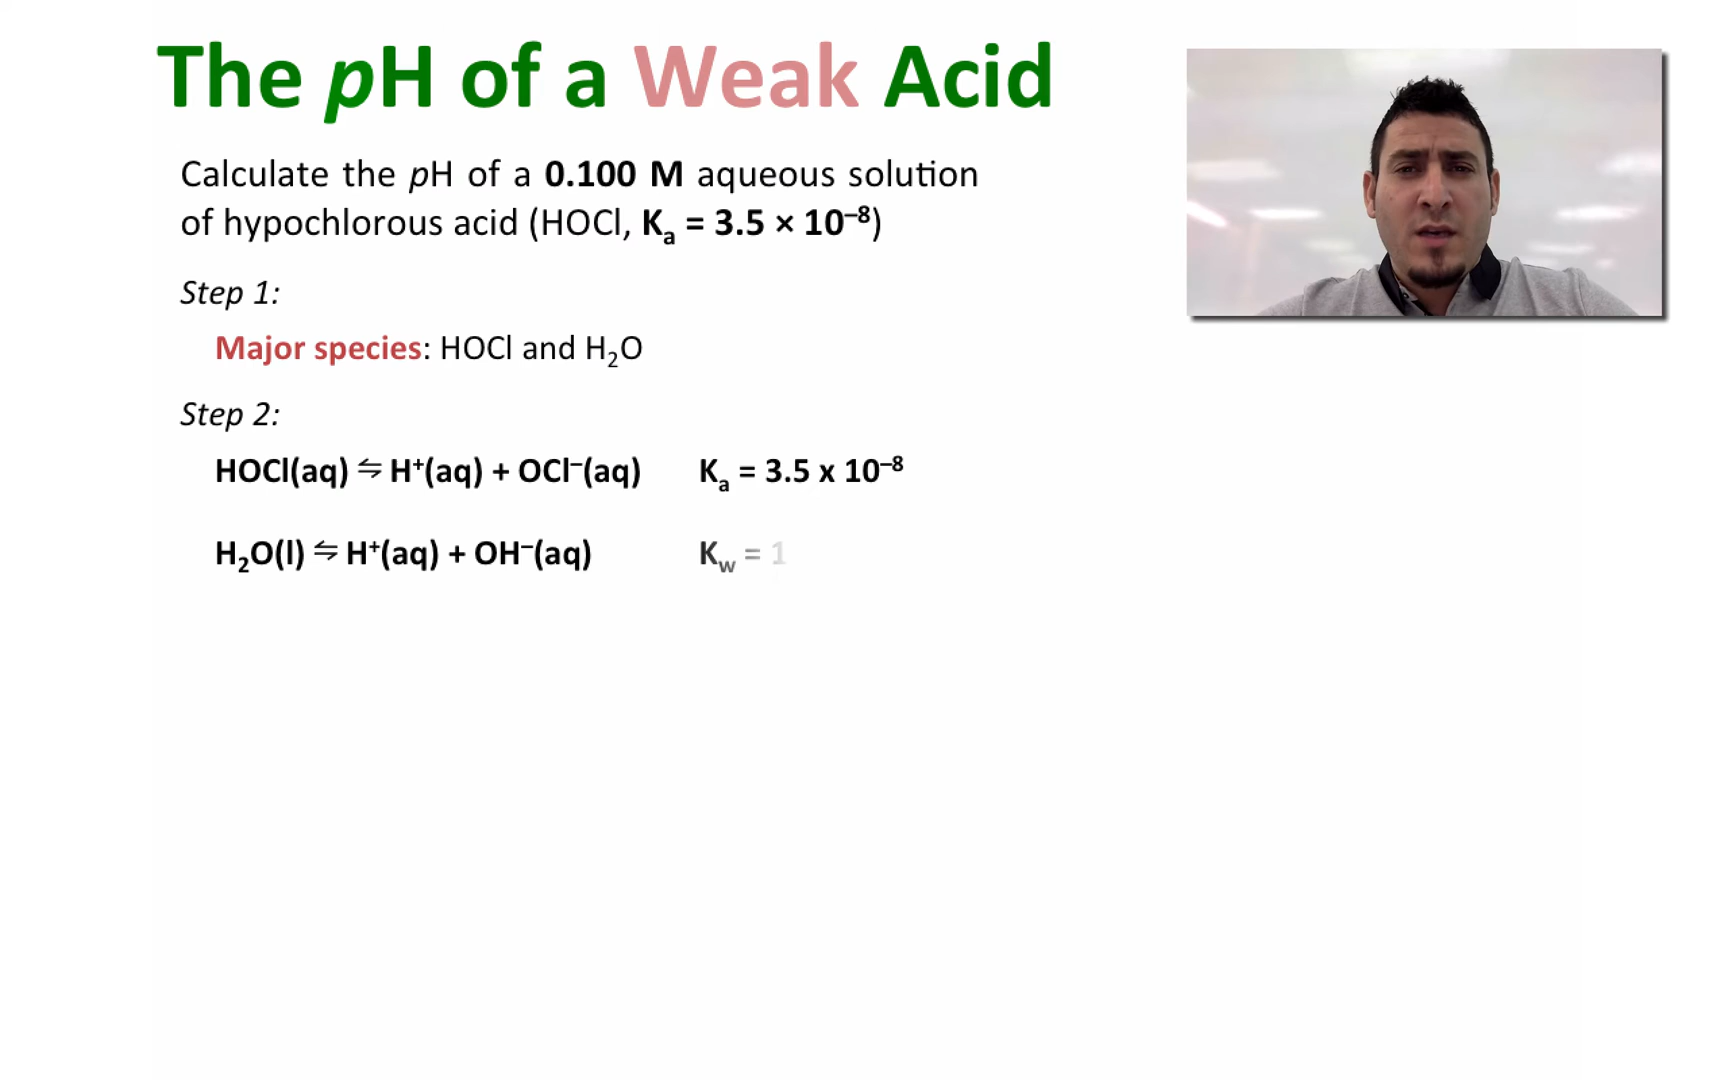 The pH of a Weak Acid
Calculate the pH of a 0.100 M aqueous solution
of hypochlorous acid (HOCl, Kₐ = 3.5 × 10⁻⁸)
Step 1:
Major species: HOCl and H₂O
Step 2:
HOCl(aq) ⇋ H⁺(aq) + OCl⁻(aq) Kₐ = 3.5 x 10⁻⁸
H₂O(l) ⇋ H⁺(aq) + OH⁻(aq) K_w = 1